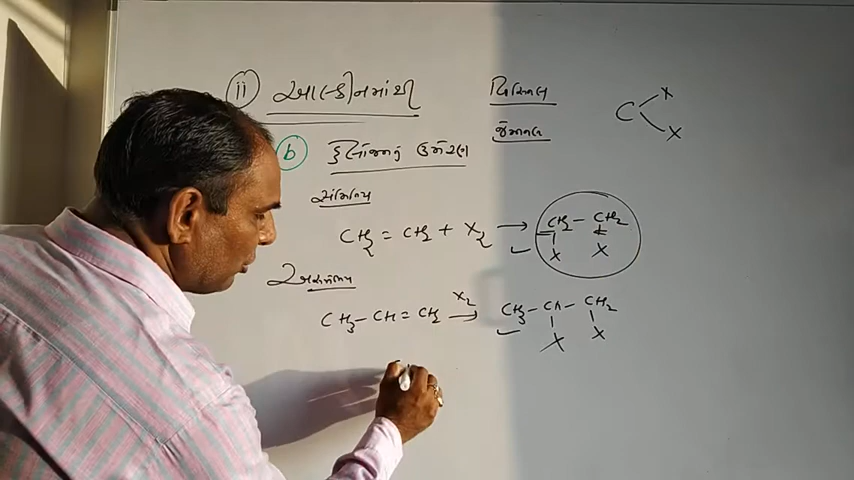 ii આલ્કીનમાંથી
b હેલોજનનું ઉમેરણ
સંમિત
CH₂ = CH₂ + X₂ → CH₂ – CH₂
X X
CH₃ – CH = CH₂ X₂ → CH₃ – CH – CH₂
X X
વિસિનલ
જેમિનલ
C X
X